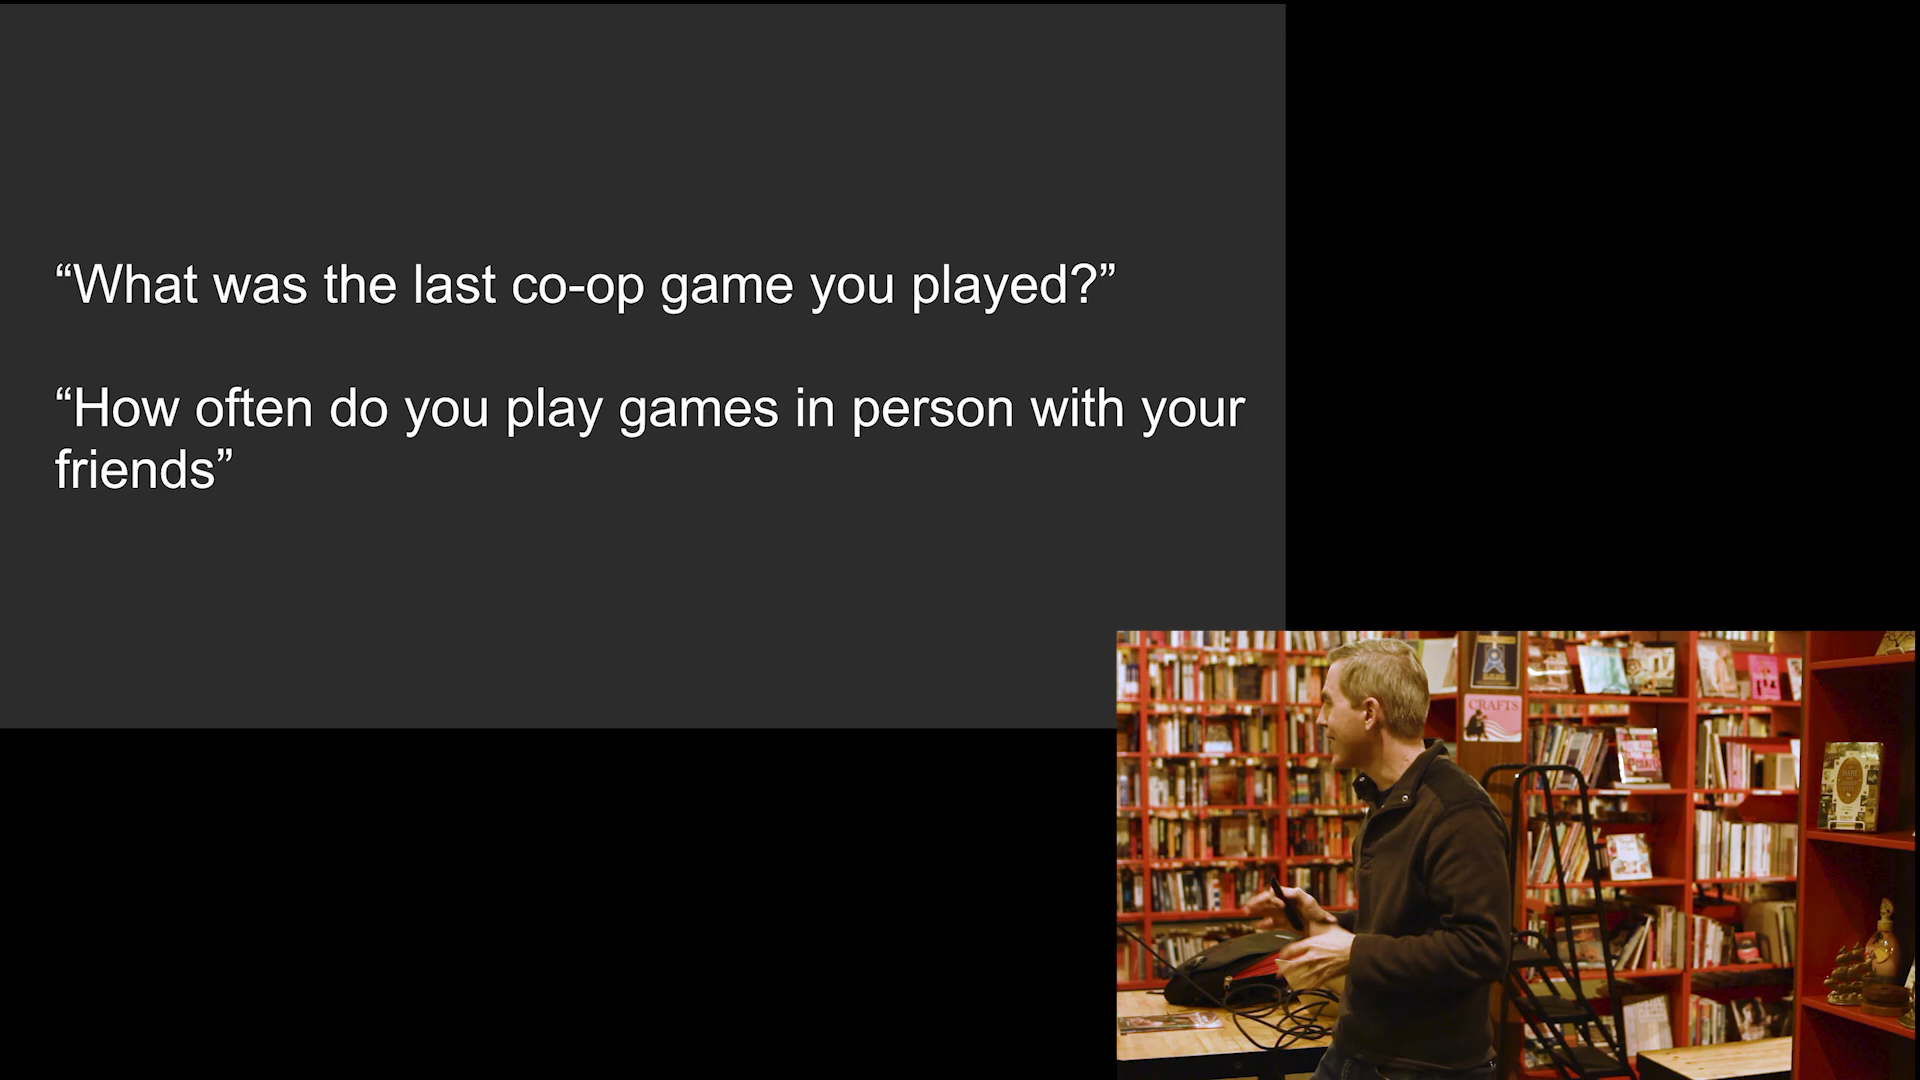 “What was the last co-op game you played?”
“How often do you play games in person with your
friends”
CRAFTS